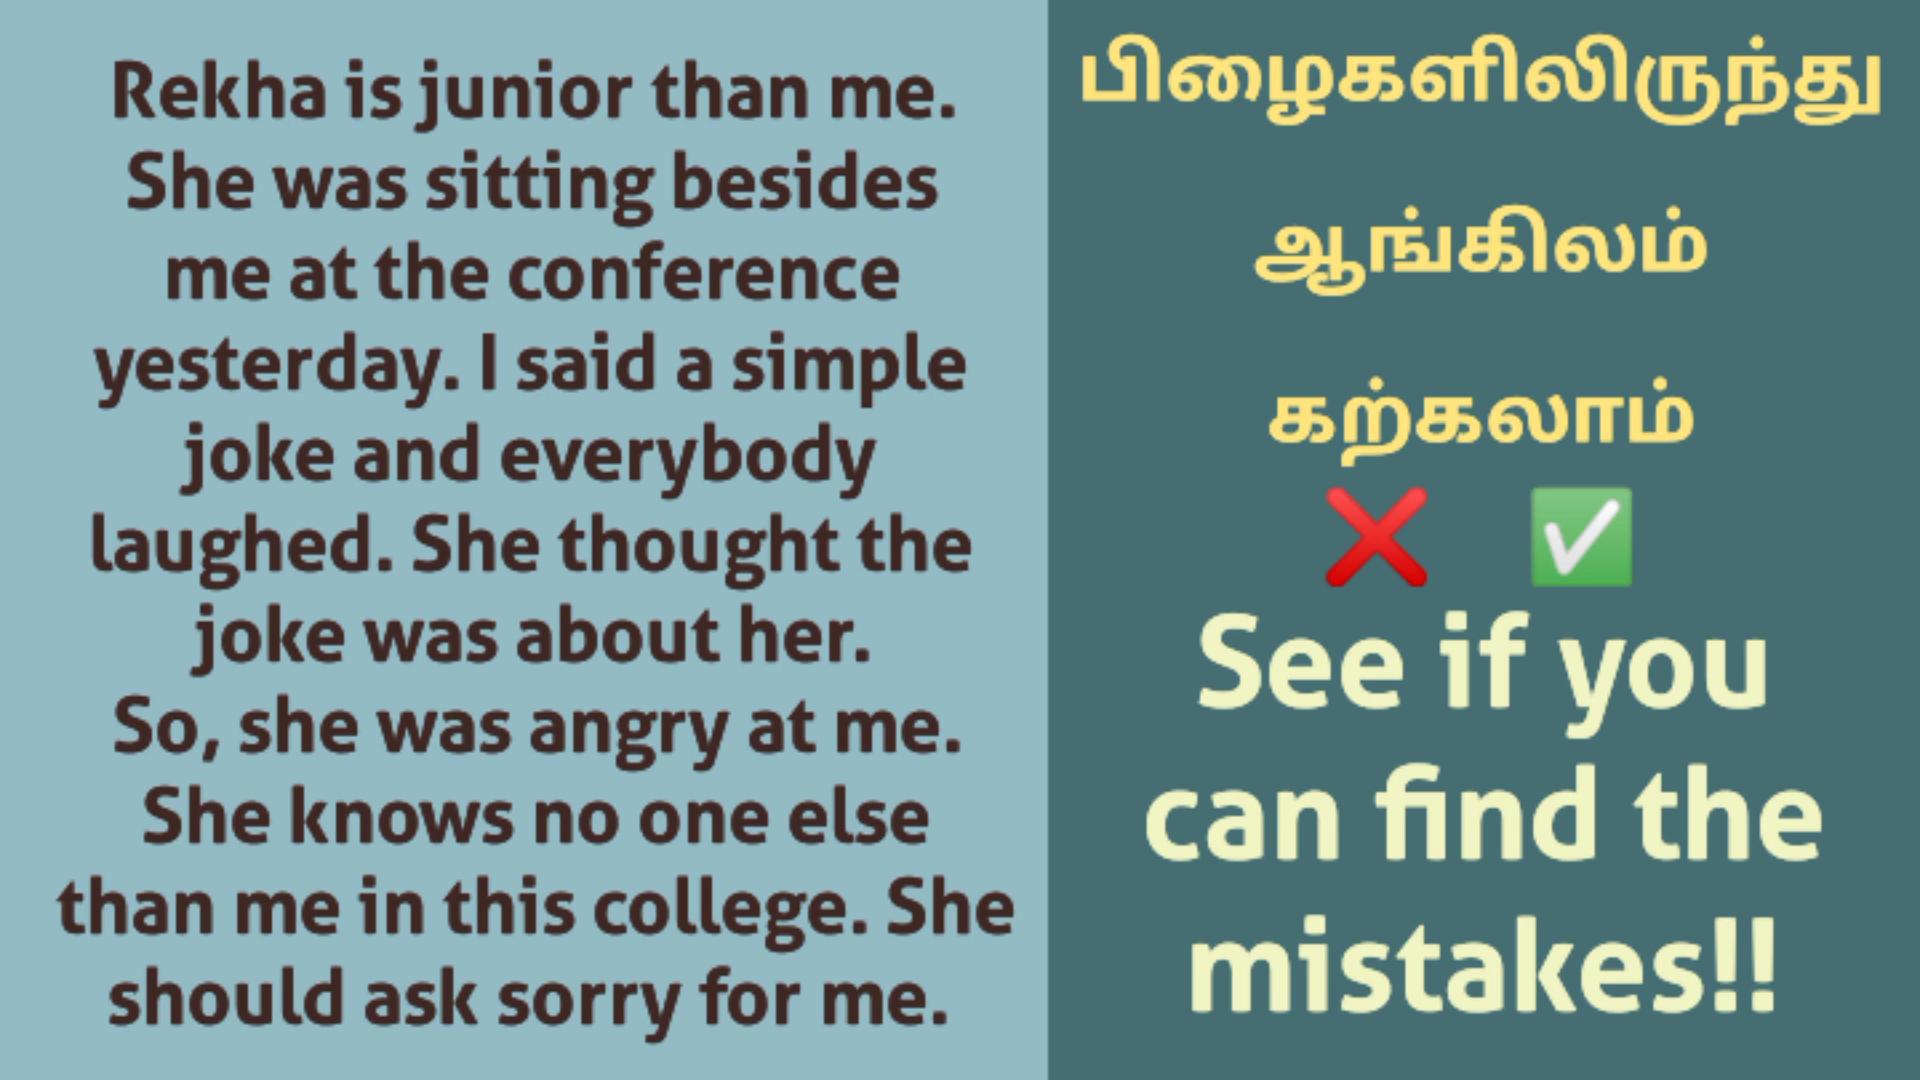 Rekha is junior than me.
She was sitting besides
me at the conference
yesterday. I said a simple
joke and everybody
laughed. She thought the
joke was about her.
So, she was angry at me.
She knows no one else
than me in this college. She
should ask sorry for me.
பிழைகளிலிருந்து
ஆங்கிலம்
கற்கலாம்
❌ ✅
See if you
can find the
mistakes!!